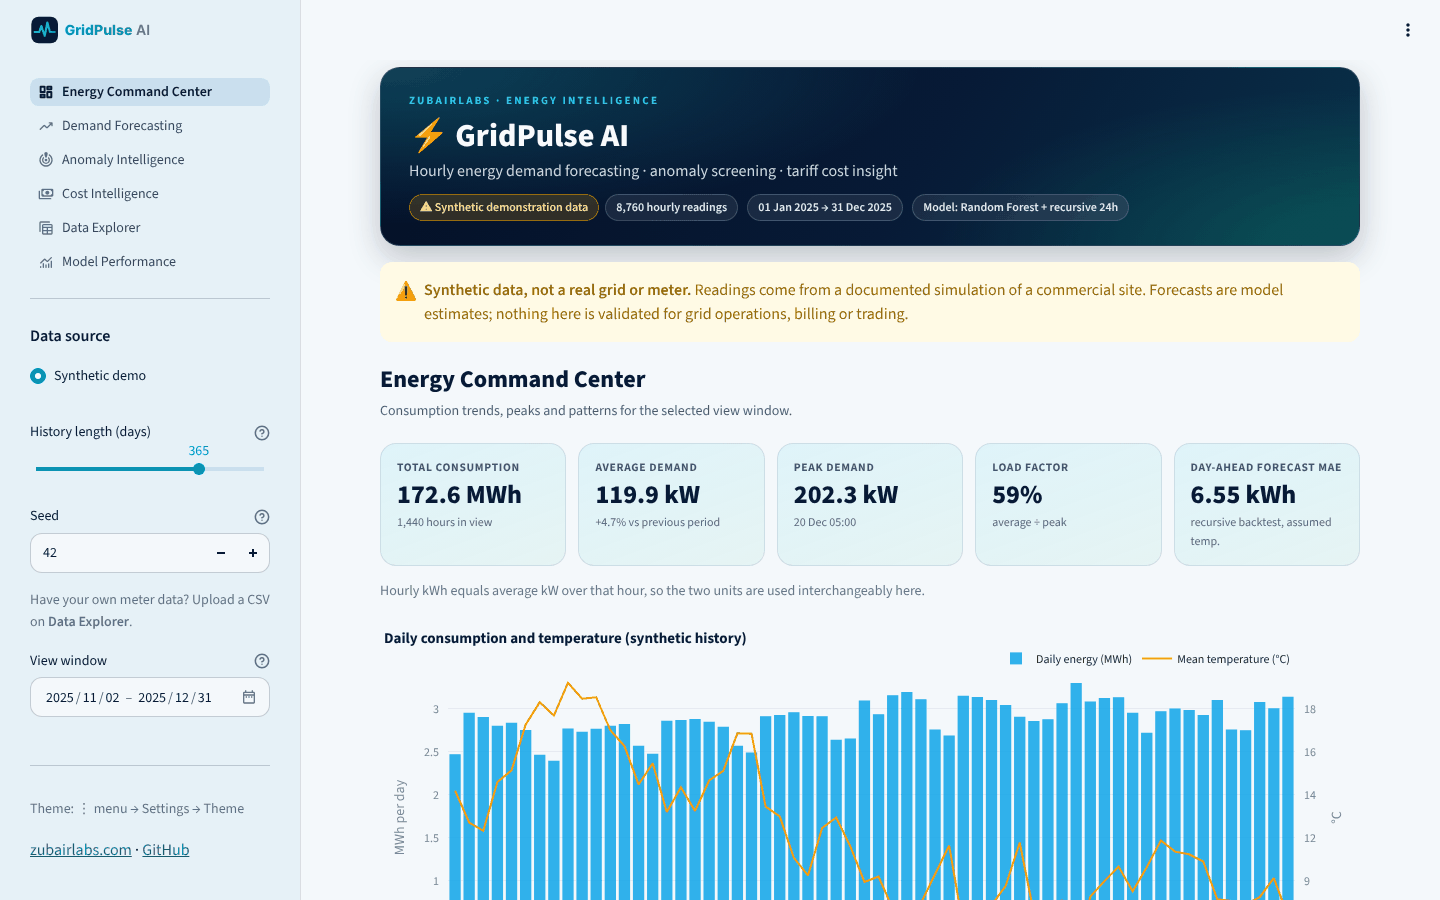 GridPulse AI
Energy Command Center
Demand Forecasting
Anomaly Intelligence
Cost Intelligence
Data Explorer
Model Performance
Data source
Synthetic demo
History length (days)
365
Seed
42
Have your own meter data? Upload a CSV
on Data Explorer.
View window
2025/11/02 – 2025/12/31
Theme: ⋮ menu → Settings → Theme
zubairlabs.com · GitHub
ZUBAIRLABS · ENERGY INTELLIGENCE
⚡ GridPulse AI
Hourly energy demand forecasting · anomaly screening · tariff cost insight
⚠ Synthetic demonstration data
8,760 hourly readings
01 Jan 2025 → 31 Dec 2025
Model: Random Forest + recursive 24h
Synthetic data, not a real grid or meter. Readings come from a documented simulation of a commercial site. Forecasts are model
estimates; nothing here is validated for grid operations, billing or trading.
Energy Command Center
Consumption trends, peaks and patterns for the selected view window.
TOTAL CONSUMPTION
172.6 MWh
1,440 hours in view
AVERAGE DEMAND
119.9 kW
+4.7% vs previous period
PEAK DEMAND
202.3 kW
20 Dec 05:00
LOAD FACTOR
59%
average ÷ peak
DAY-AHEAD FORECAST MAE
6.55 kWh
recursive backtest, assumed
temp.
Hourly kWh equals average kW over that hour, so the two units are used interchangeably here.
Daily consumption and temperature (synthetic history)
Daily energy (MWh)
Mean temperature (°C)
3
2.5
2
1.5
1
MWh per day
18
16
14
12
9
°C